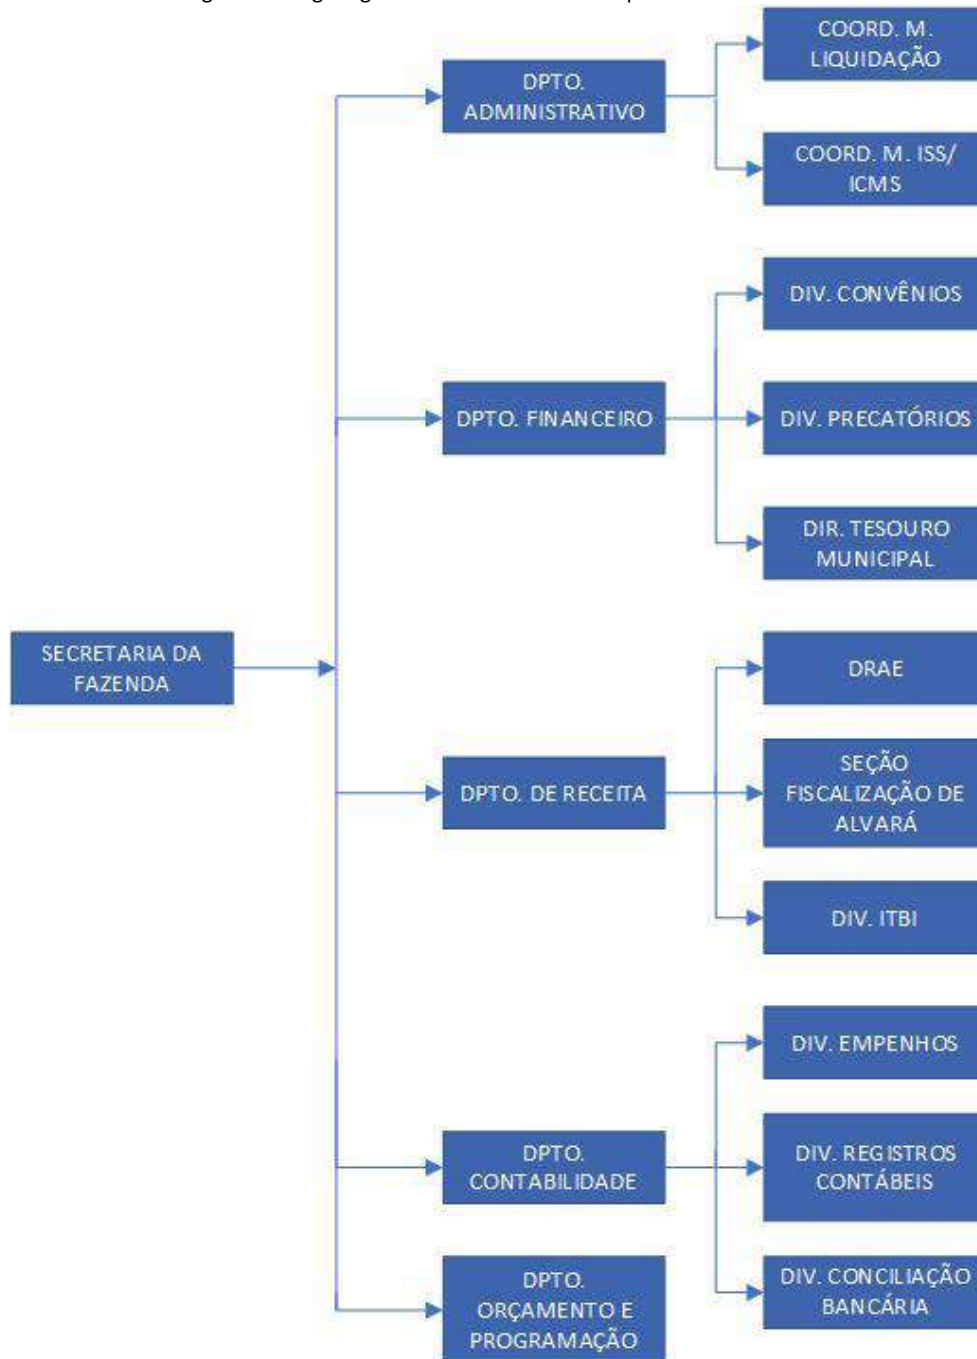 COORD. M.
LIQUIDAÇÃO
DPTO.
ADMINISTRATIVO
COORD. M. ISS/
ICMS
DIV. CONVÊNIOS
DPTO. FINANCEIRO
DIV. PRECATÓRIOS
DIR. TESOURO
MUNICIPAL
SECRETARIA DA
FAZENDA
DRAE
DPTO. DE RECEITA
SEÇÃO
FISCALIZAÇÃO DE
ALVARÁ
DIV. ITBI
DIV. EMPENHOS
DPTO.
CONTABILIDADE
DIV. REGISTROS
CONTÁBEIS
DIV. CONCILIAÇÃO
BANCÁRIA
DPTO.
ORÇAMENTO E
PROGRAMAÇÃO